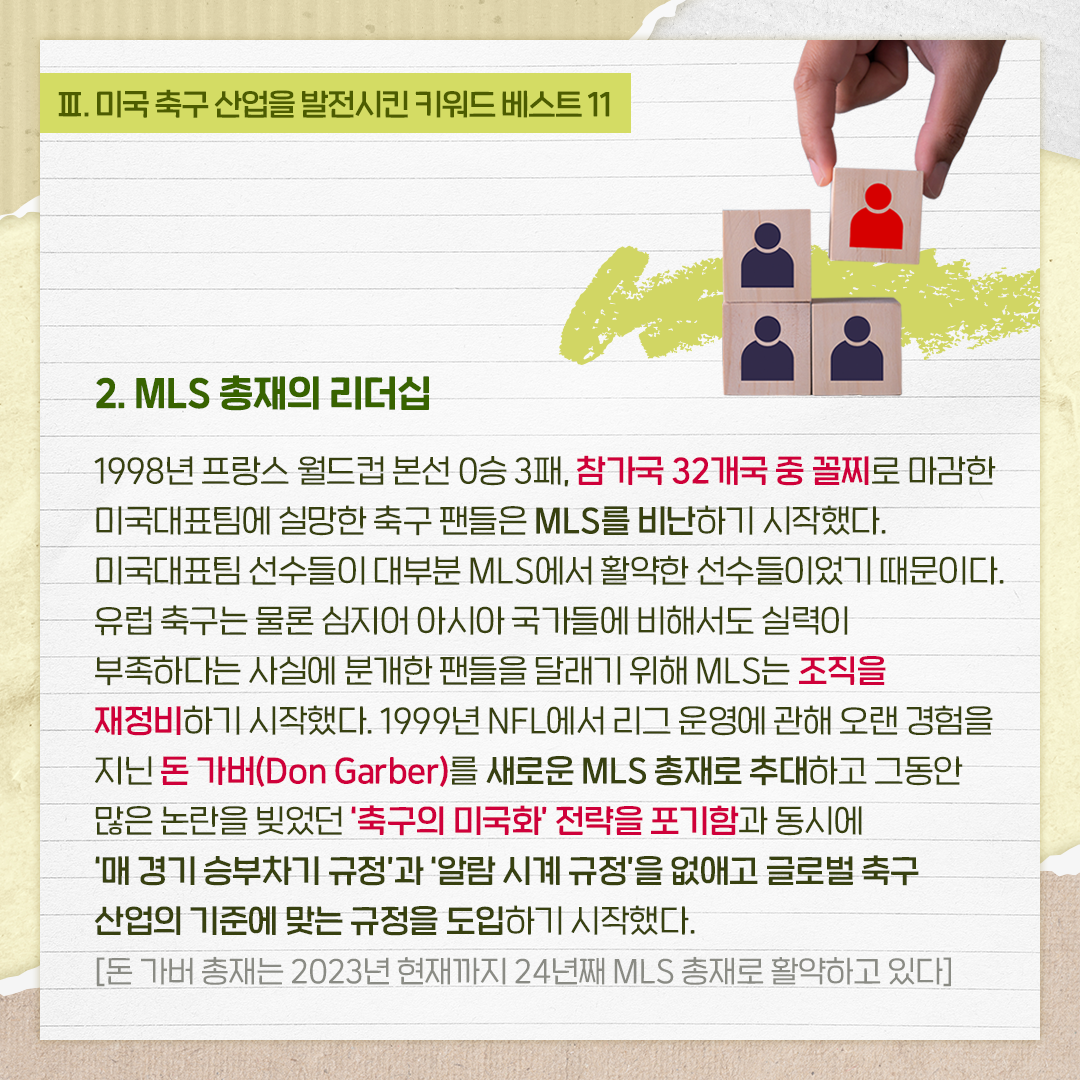 Ⅲ. 미국 축구 산업을 발전시킨 키워드 베스트 11
2. MLS 총재의 리더십
1998년 프랑스 월드컵 본선 0승 3패, 참가국 32개국 중 꼴찌로 마감한
미국대표팀에 실망한 축구 팬들은 MLS를 비난하기 시작했다.
미국대표팀 선수들이 대부분 MLS에서 활약한 선수들이었기 때문이다.
유럽 축구는 물론 심지어 아시아 국가들에 비해서도 실력이
부족하다는 사실에 분개한 팬들을 달래기 위해 MLS는 조직을
재정비하기 시작했다. 1999년 NFL에서 리그 운영에 관해 오랜 경험을
지닌 돈 가버(Don Garber)를 새로운 MLS 총재로 추대하고 그동안
많은 논란을 빚었던 '축구의 미국화' 전략을 포기함과 동시에
'매 경기 승부차기 규정'과 '알람 시계 규정'을 없애고 글로벌 축구
산업의 기준에 맞는 규정을 도입하기 시작했다.
[돈 가버 총재는 2023년 현재까지 24년째 MLS 총재로 활약하고 있다]